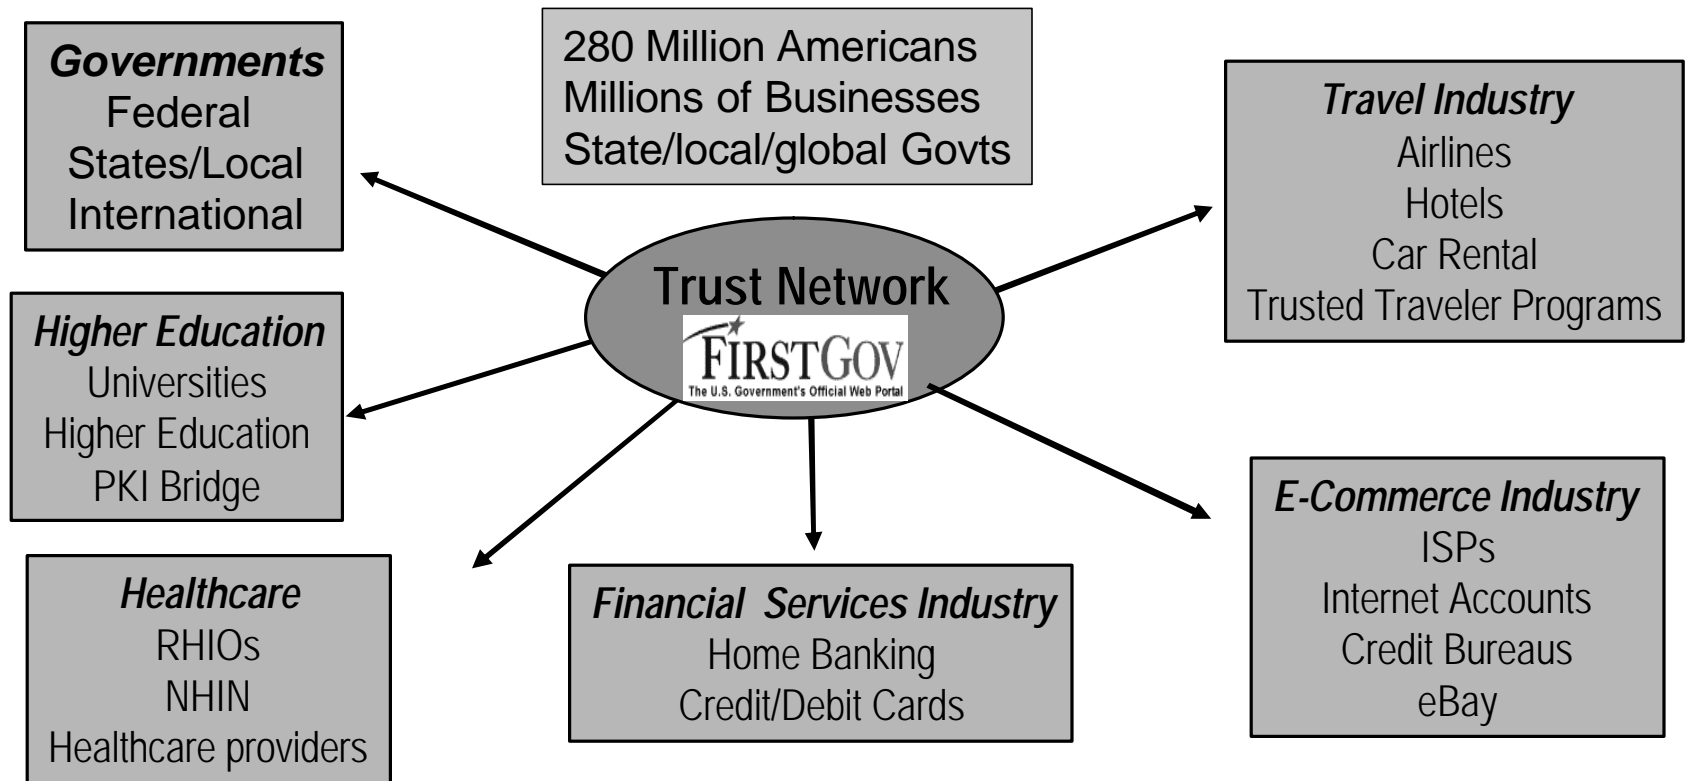 Governments
Federal
States/Local
International
280 Million Americans
Millions of Businesses
State/local/global Govts
Travel Industry
Airlines
Hotels
Car Rental
Trusted Traveler Programs
Trust Network
FIRSTGOV
The U.S. Government's Official Web Portal
Higher Education
Universities
Higher Education
PKI Bridge
Healthcare
RHIOs
NHIN
Healthcare providers
Financial Services Industry
Home Banking
Credit/Debit Cards
E-Commerce Industry
ISPs
Internet Accounts
Credit Bureaus
eBay